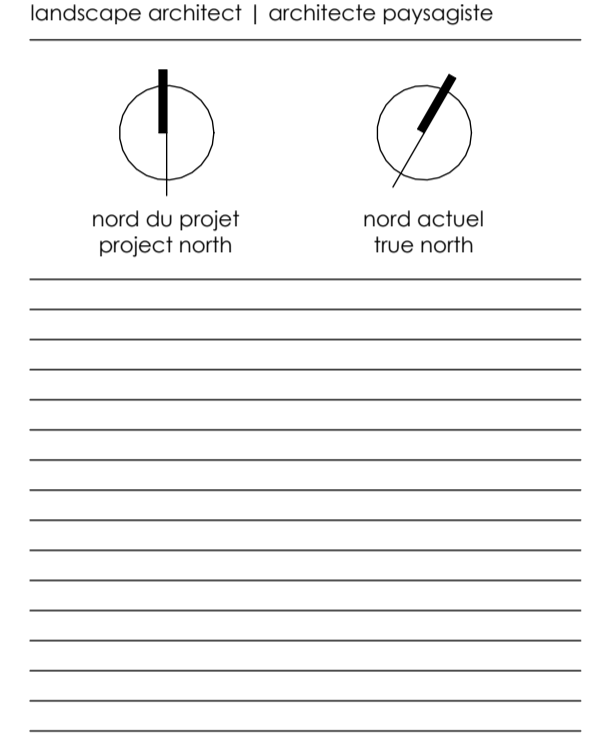 landscape architect | architecte paysagiste
nord du projet
project north
nord actuel
true north